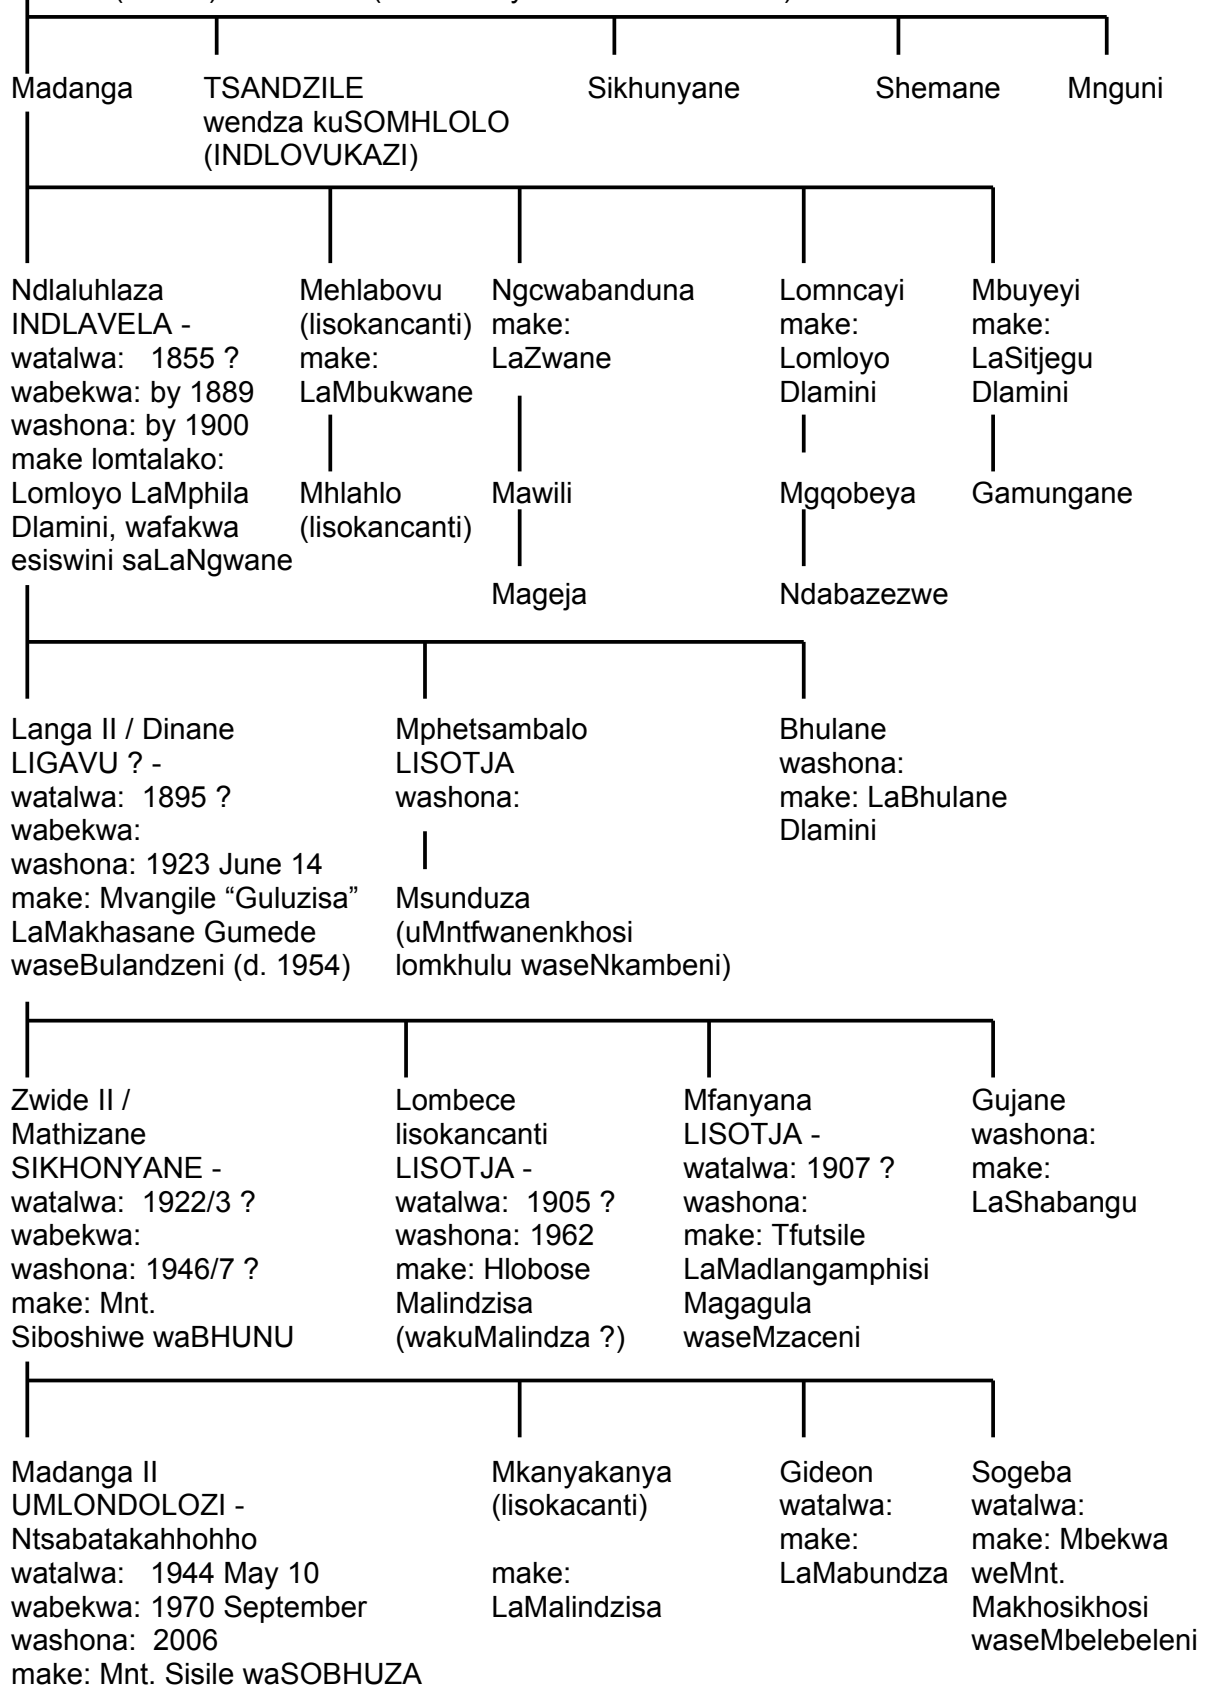 Madanga
TSANDZILE
wendza kuSOMHLOLO
(INDLOVUKAZI)
Sikhunyane
Shemane
Mnguni
Ndlaluhlaza
INDLAVELA -
watalwa: 1855 ?
wabekwa: by 1889
washona: by 1900
make lomtalako:
Lomloyo LaMphila
Dlamini, wafakwa
esiswini saLaNgwane
Mehlabovu
(lisokancanti)
make:
LaMbukwane
Mhlahlo
(lisokancanti)
Ngcwabanduna
make:
LaZwane
Mawili
Mageja
Lomncayi
make:
Lomloyo
Dlamini
Mgqobeya
Ndabazezwe
Mbuyeyi
make:
LaSitjegu
Dlamini
Gamungane
Langa II / Dinane
LIGAVU ? -
watalwa: 1895 ?
wabekwa:
washona: 1923 June 14
make: Mvangile “Guluzisa”
LaMakhasane Gumede
waseBulandzeni (d. 1954)
Mphetsambalo
LISOTJA
washona:
Msunduza
(uMntfwanenkhosi
lomkhulu waseNkambeni)
Bhulane
washona:
make: LaBhulane
Dlamini
Zwide II /
Mathizane
SIKHONYANE -
watalwa: 1922/3 ?
wabekwa:
washona: 1946/7 ?
make: Mnt.
Siboshiwe waBHUNU
Lombece
lisokancanti
LISOTJA -
watalwa: 1905 ?
washona: 1962
make: Hlobose
Malindzisa
(wakuMalindza ?)
Mfanyana
LISOTJA -
watalwa: 1907 ?
washona:
make: Tfutsile
LaMadlangamphisi
Magagula
waseMzaceni
Gujane
washona:
make:
LaShabangu
Madanga II
UMLONDOLOZI -
Ntsabatakahhohho
watalwa: 1944 May 10
wabekwa: 1970 September
washona: 2006
make: Mnt. Sisile waSOBHUZA
Mkanyakanya
(lisokacanti)
make:
LaMalindzisa
Gideon
watalwa:
make:
LaMabundza
Sogeba
watalwa:
make: Mbekwa
weMnt.
Makhosikhosi
waseMbelebeleni